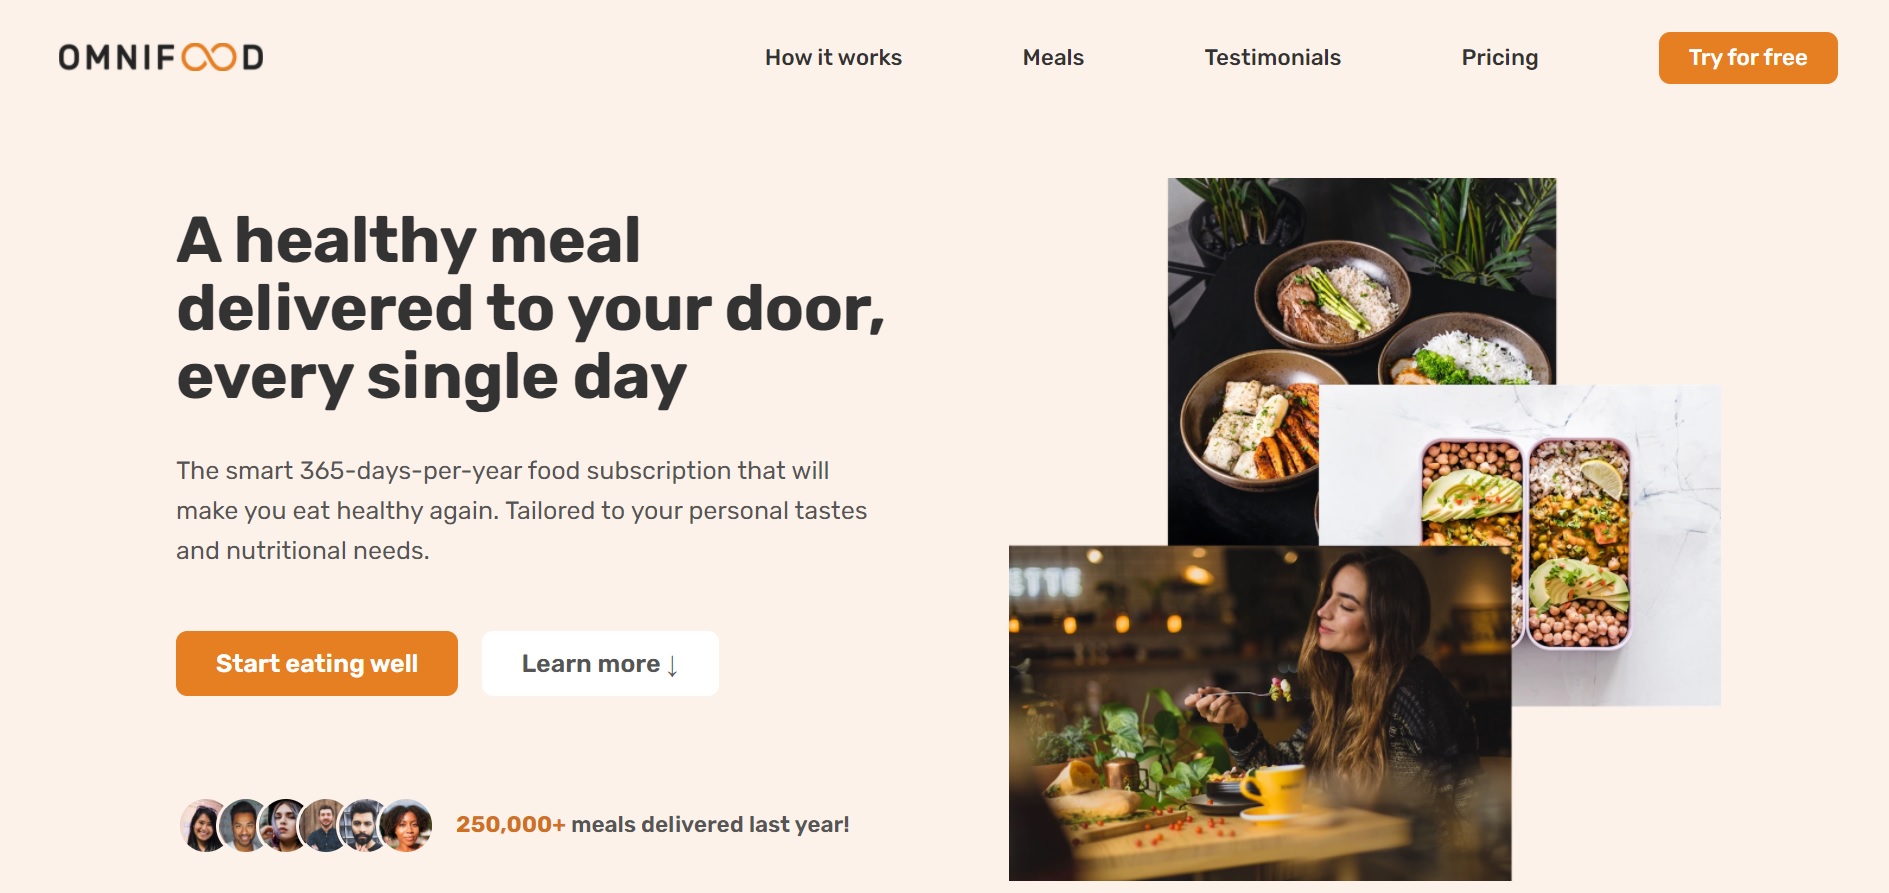 OMNIFOOD
How it works
Meals
Testimonials
Pricing
Try for free
A healthy meal
delivered to your door,
every single day
The smart 365-days-per-year food subscription that will
make you eat healthy again. Tailored to your personal tastes
and nutritional needs.
Start eating well
Learn more ↓
250,000+ meals delivered last year!
ETTE